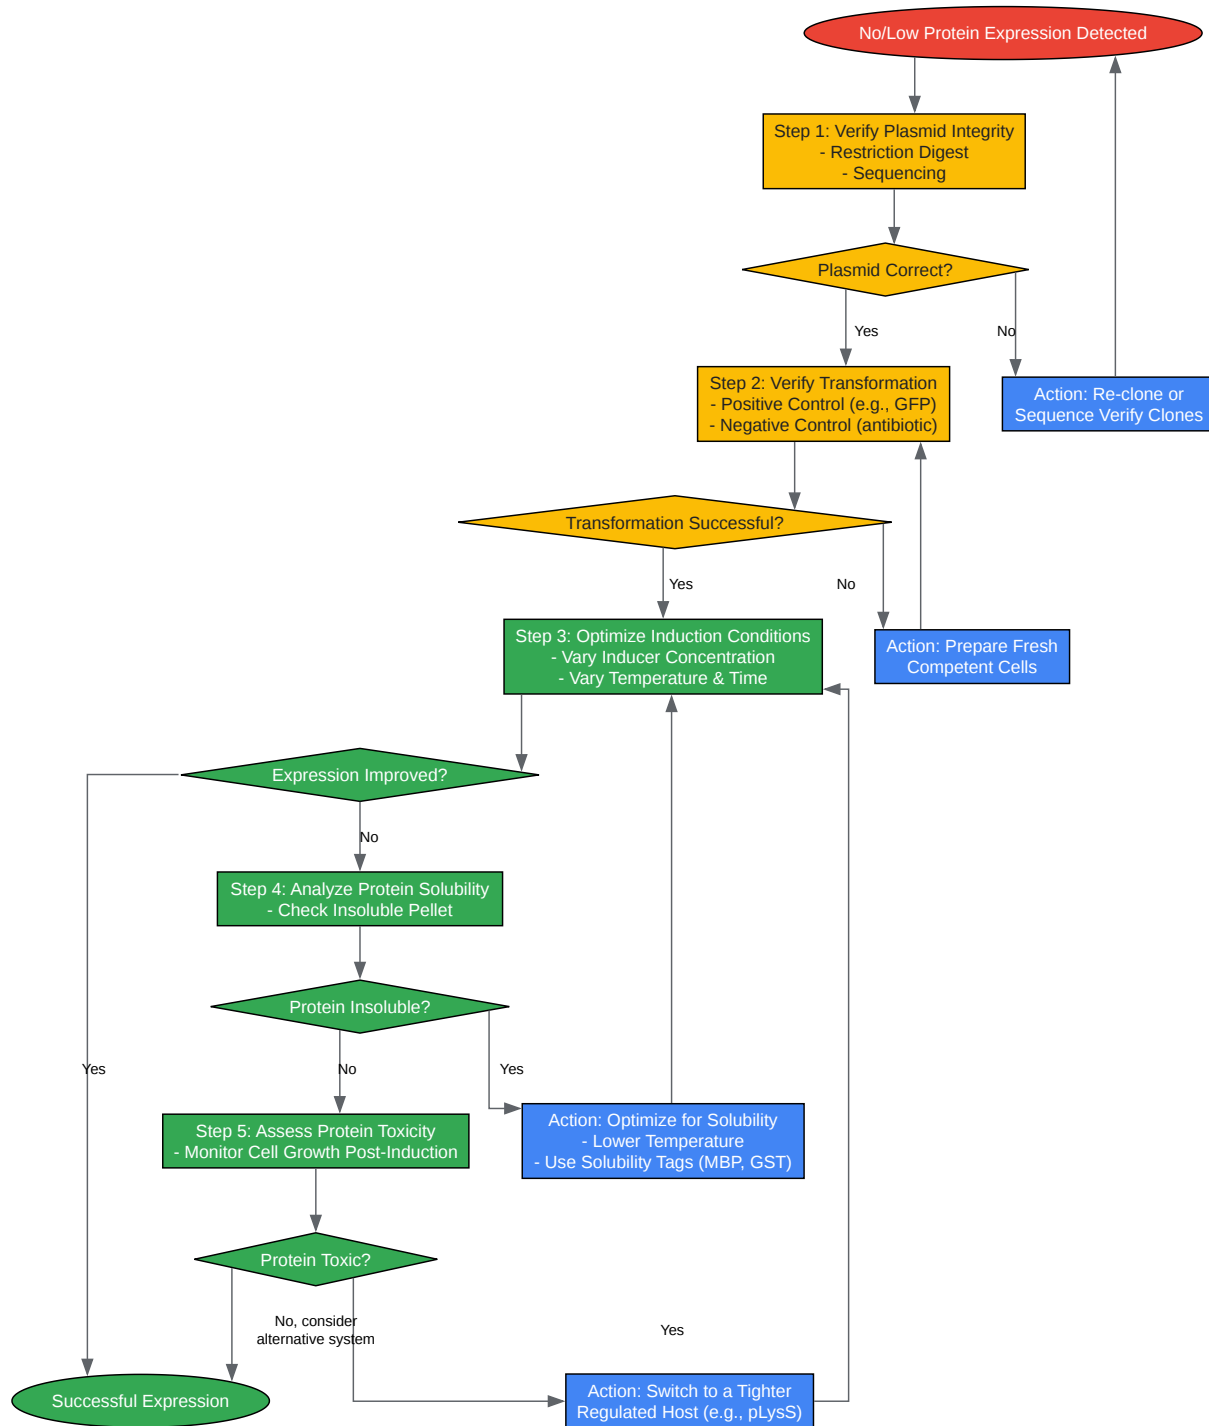 No/Low Protein Expression Detected
Step 1: Verify Plasmid Integrity
- Restriction Digest
- Sequencing
Plasmid Correct?
Yes
No
Step 2: Verify Transformation
- Positive Control (e.g., GFP)
- Negative Control (antibiotic)
Action: Re-clone or
Sequence Verify Clones
Transformation Successful?
Yes
No
Step 3: Optimize Induction Conditions
- Vary Inducer Concentration
- Vary Temperature & Time
Action: Prepare Fresh
Competent Cells
Expression Improved?
No
Step 4: Analyze Protein Solubility
- Check Insoluble Pellet
Protein Insoluble?
Yes
No
Yes
Step 5: Assess Protein Toxicity
- Monitor Cell Growth Post-Induction
Action: Optimize for Solubility
- Lower Temperature
- Use Solubility Tags (MBP, GST)
Protein Toxic?
No, consider
alternative system
Yes
Successful Expression
Action: Switch to a Tighter
Regulated Host (e.g., pLysS)